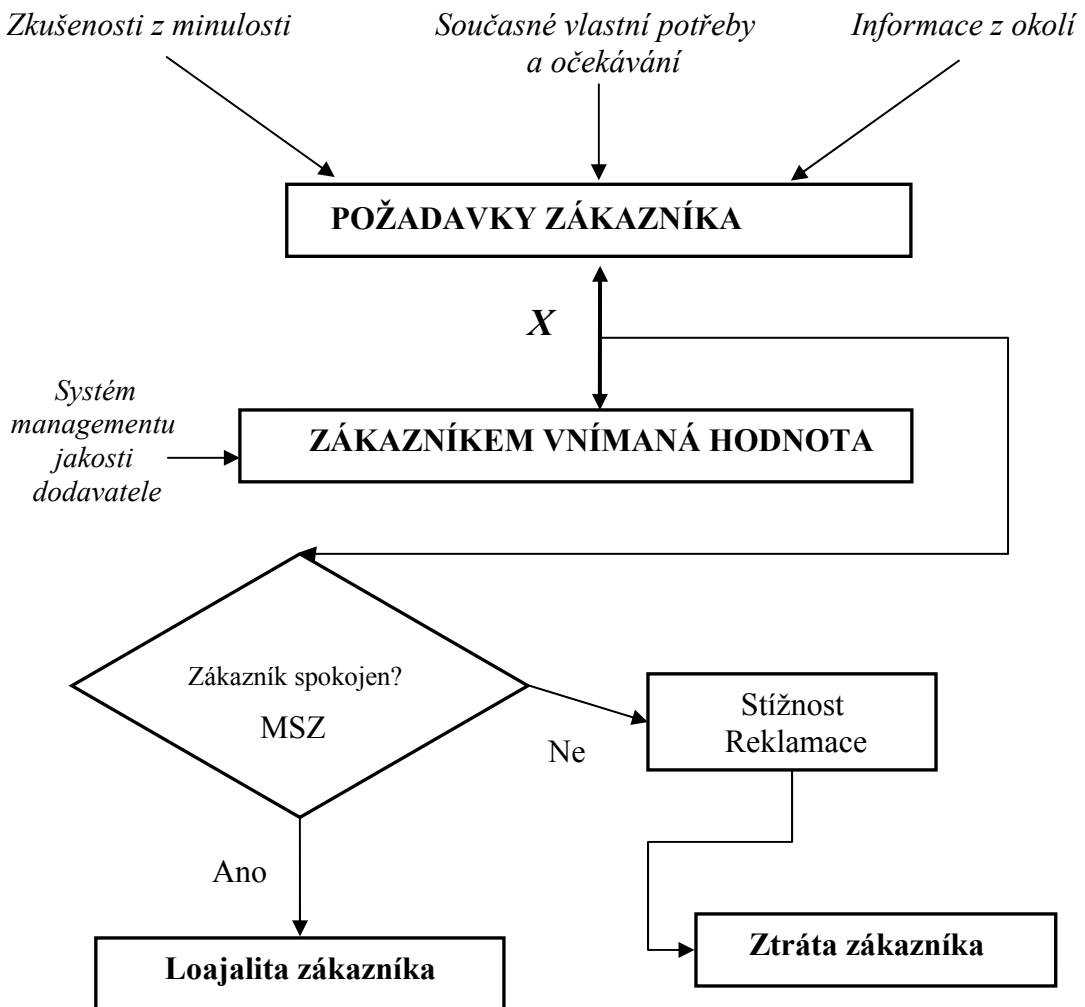 Zkušenosti z minulosti
Současné vlastní potřeby
a očekávání
Informace z okolí
POŽADAVKY ZÁKAZNÍKA
X
Systém
managementu
jakosti
dodavatele
ZÁKAZNÍKEM VNÍMANÁ HODNOTA
Zákazník spokojen?
MSZ
Ne
Stížnost
Reklamace
Ano
Loajalita zákazníka
Ztráta zákazníka